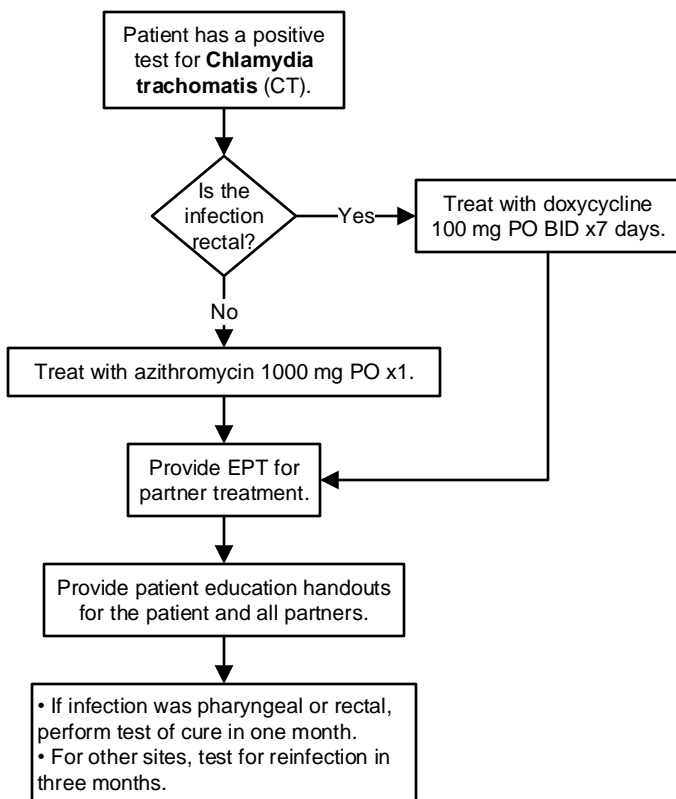 Patient has a positive
test for Chlamydia
trachomatis (CT).
Is the
infection
rectal?
Yes
Treat with doxycycline
100 mg PO BID x7 days.
No
Treat with azithromycin 1000 mg PO x1.
Provide EPT for
partner treatment.
Provide patient education handouts
for the patient and all partners.
• If infection was pharyngeal or rectal,
perform test of cure in one month.
• For other sites, test for reinfection in
three months.